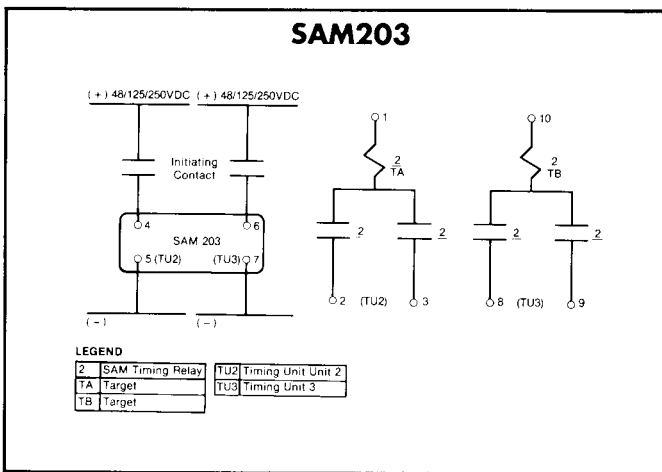 SAM203
(+) 48/125/250VDC (+) 48/125/250VDC
1
10
Initiating
Contact
2
TA
2
TB
4
6
SAM 203
2
2
2
2
5 (TU2)
(TU3) 7
2 (TU2) 3
8 (TU3) 9
(-)
(-)
LEGEND
2 SAM Timing Relay TU2 Timing Unit Unit 2
TA Target TU3 Timing Unit 3
TB Target